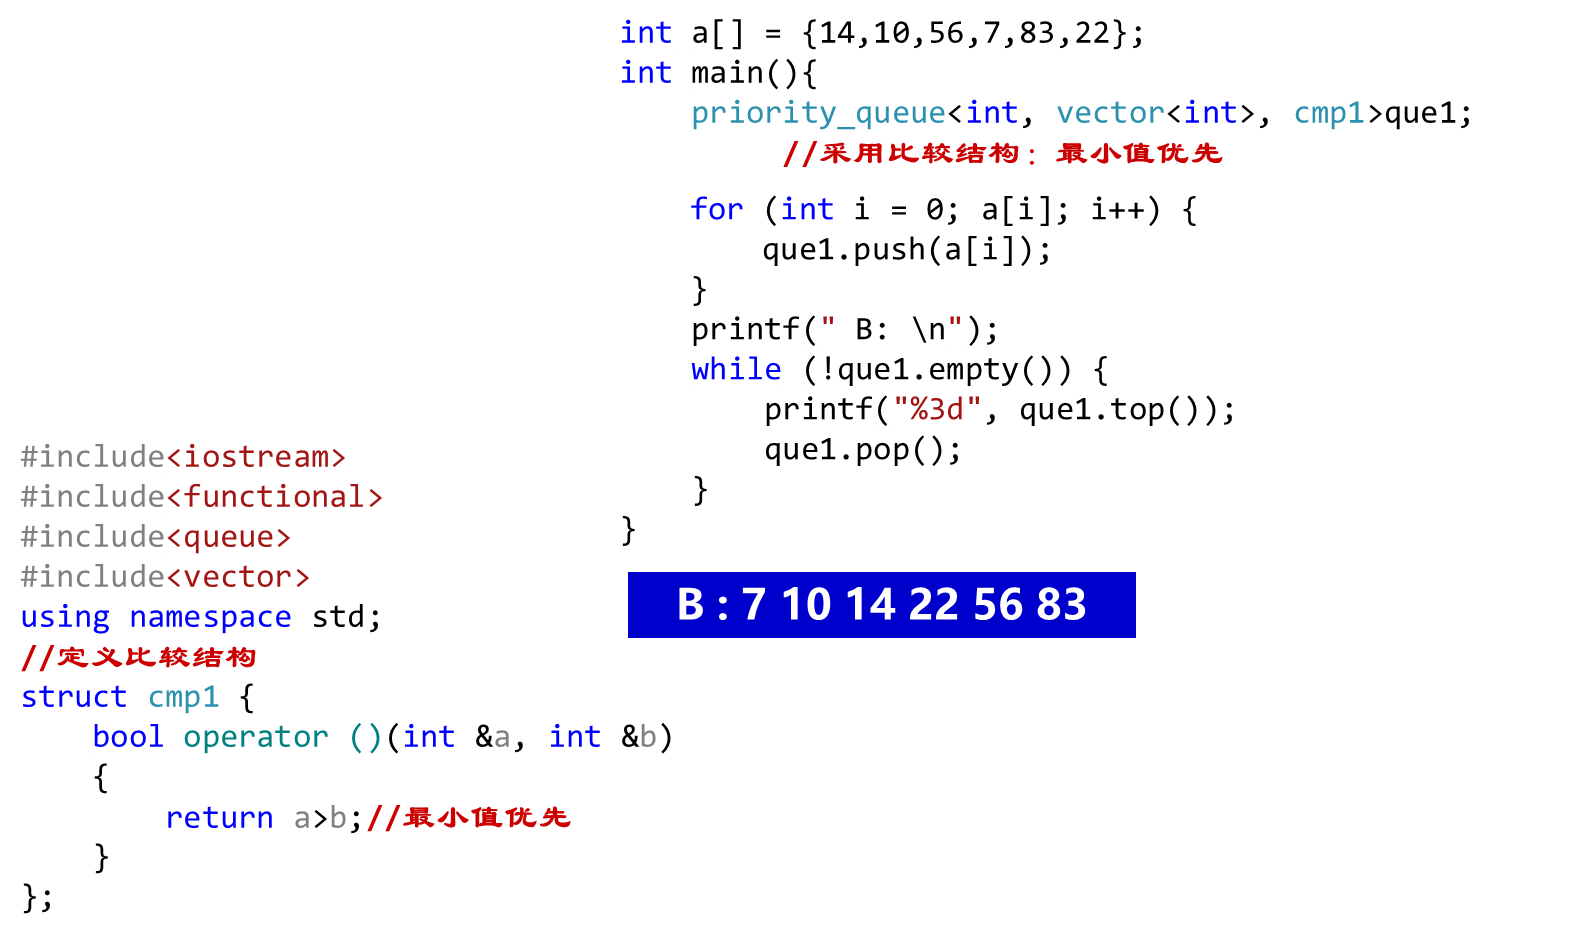 #include<iostream>
#include<functional>
#include<queue>
#include<vector>
using namespace std;
//定义比较结构
struct cmp1 {
    bool operator ()(int &a, int &b)
    {
        return a>b;//最小值优先
    }
};
int a[] = {14,10,56,7,83,22};
int main(){
    priority_queue<int, vector<int>, cmp1>que1;
         //采用比较结构：最小值优先
    for (int i = 0; a[i]; i++) {
        que1.push(a[i]);
    }
    printf(" B: \n");
    while (!que1.empty()) {
        printf("%3d", que1.top());
        que1.pop();
    }
}
B : 7 10 14 22 56 83